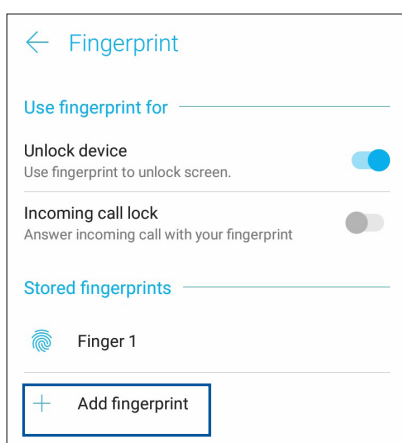 Fingerprint
Use fingerprint for
Unlock device
Use fingerprint to unlock screen.
Incoming call lock
Answer incoming call with your fingerprint
Stored fingerprints
Finger 1
Add fingerprint